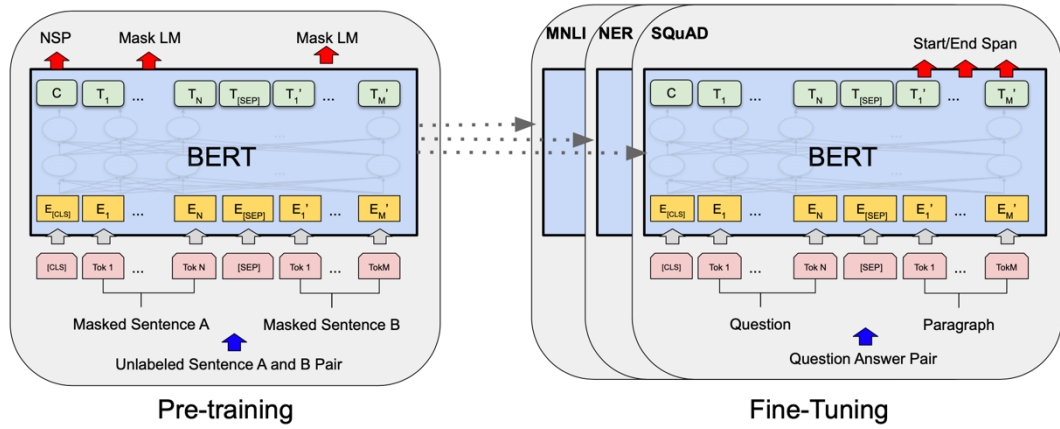 NSP Mask LM Mask LM
C T1 ... TN T[SEP] T1' ... TM'
BERT
E[CLS] E1 ... EN E[SEP] E1' ... EM'
[CLS] Tok 1 ... Tok N [SEP] Tok 1 ... TokM
Masked Sentence A Masked Sentence B
Unlabeled Sentence A and B Pair
Pre-training
MNLI NER SQuAD
Start/End Span
C T1 ... TN T[SEP] T1' ... TM'
BERT
E[CLS] E1 ... EN E[SEP] E1' ... EM'
[CLS] Tok 1 ... Tok N [SEP] Tok 1 ... TokM
Question Paragraph
Question Answer Pair
Fine-Tuning